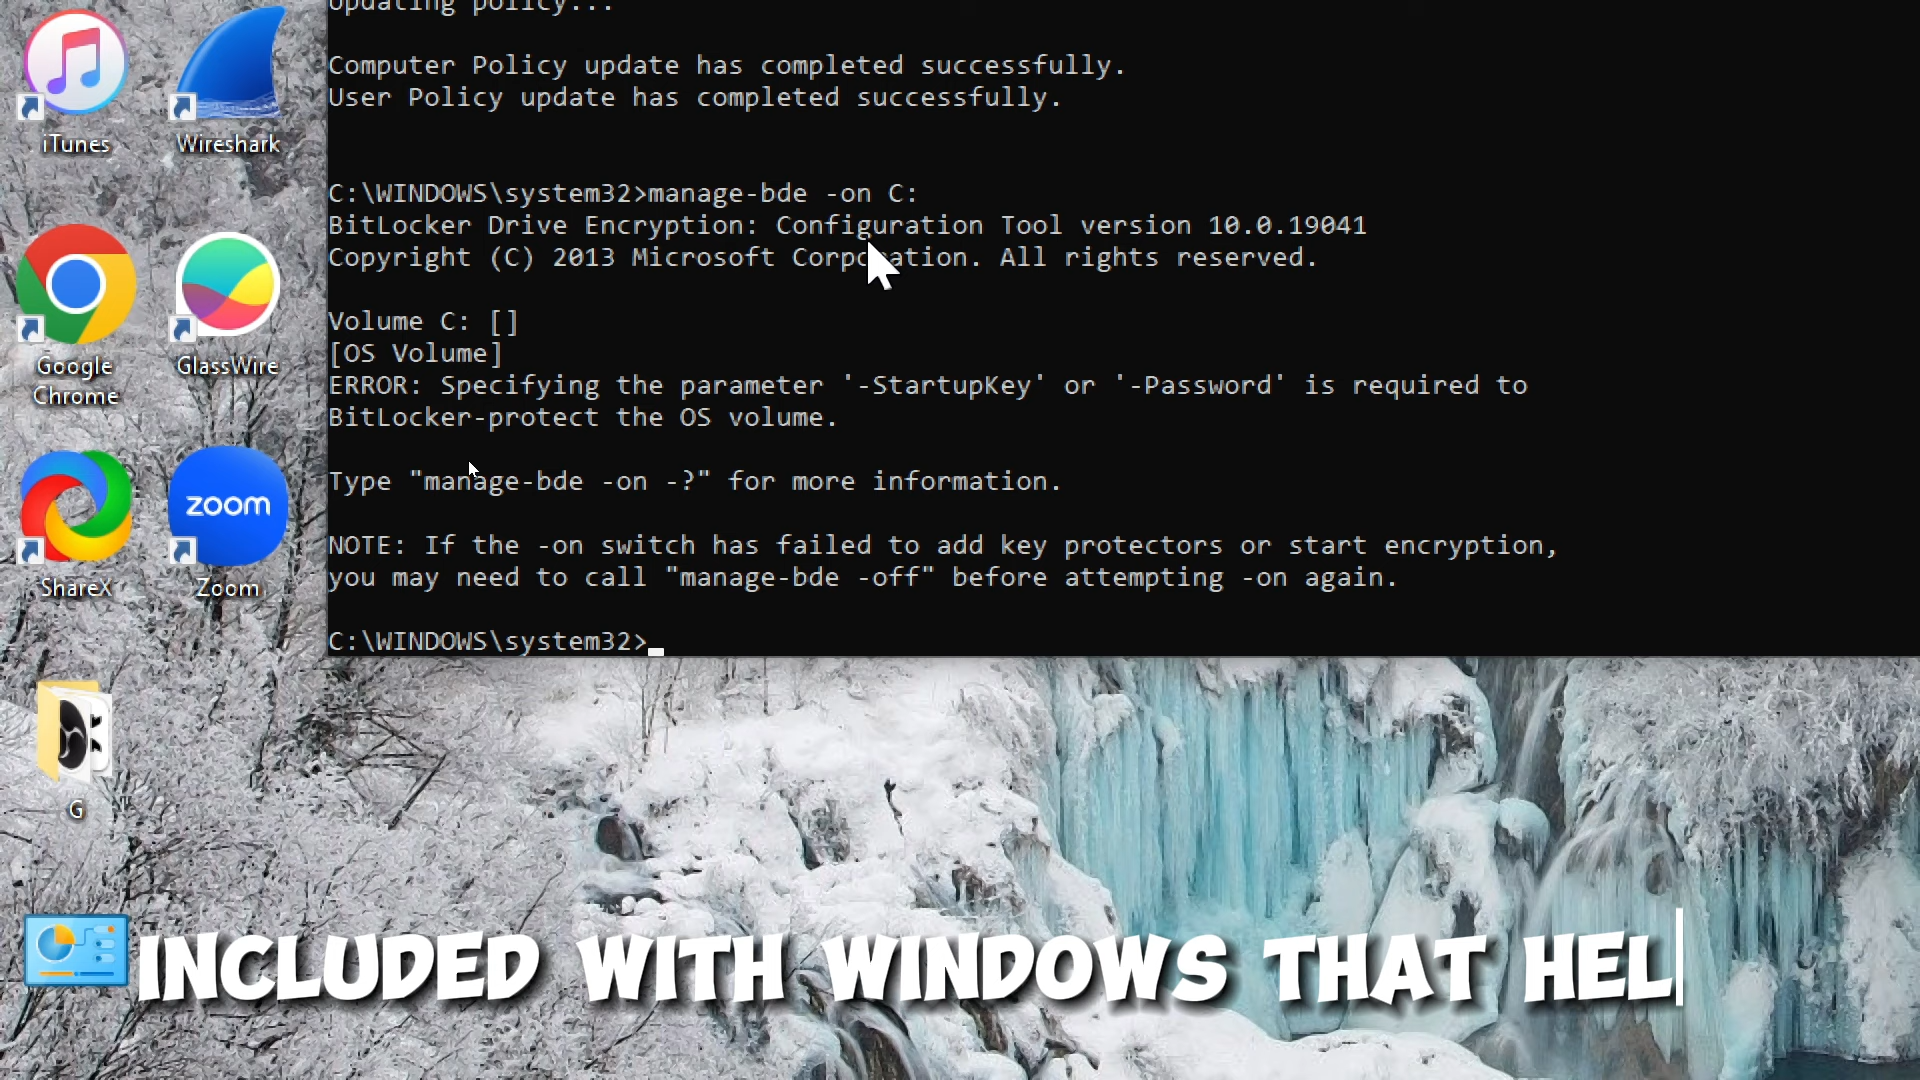 Updating policy...
Computer Policy update has completed successfully.
User Policy update has completed successfully.
C:\WINDOWS\system32>manage-bde -on C:
BitLocker Drive Encryption: Configuration Tool version 10.0.19041
Copyright (C) 2013 Microsoft Corporation. All rights reserved.
Volume C: []
[OS Volume]
ERROR: Specifying the parameter '-StartupKey' or '-Password' is required to
BitLocker-protect the OS volume.
Type "manage-bde -on -?" for more information.
NOTE: If the -on switch has failed to add key protectors or start encryption,
you may need to call "manage-bde -off" before attempting -on again.
C:\WINDOWS\system32>
iTunes
Wireshark
Google
Chrome
GlassWire
ShareX
zoom
Zoom
G
INCLUDED WITH WINDOWS THAT HEL